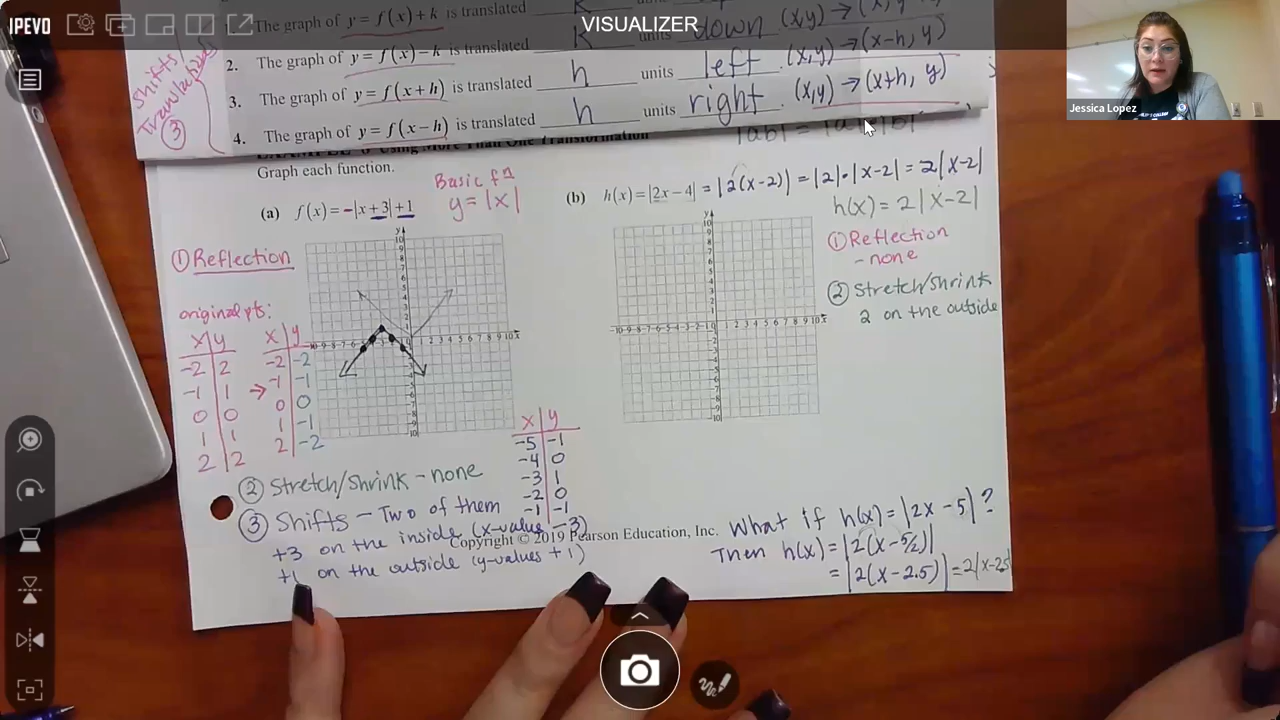 IPEVO
VISUALIZER
Jessica Lopez
The graph of y = f(x) + k is translated K units down (x,y) →
2. The graph of y = f(x) − k is translated
3. The graph of y = f(x + h) is translated h units left (x,y) → (x-h, y)
4. The graph of y = f(x − h) is translated h units right (x,y) → (x+h, y)
Shifts
Translations
③
Using More Than One Transformation
|ab| = |a|·|b|
Graph each function.
(a) f(x) = −|x + 3| + 1
Basic fn
y = |x|
① Reflection
original pts:
x y
-2 2
-1 1
0 0
1 1
2 2
→
x y
-2 -2
-1 -1
0 0
1 -1
2 -2
② Stretch/Shrink - none
③ Shifts - Two of them
+3 on the inside (x-value -3)
+1 on the outside (y-values +1)
x y
-5 -1
-4 0
-3 1
-2 0
-1 -1
(b) h(x) = |2x − 4| = |2(x-2)| = |2|·|x-2| = 2|x-2|
h(x) = 2|x-2|
① Reflection
- none
② Stretch/Shrink
2 on the outside
What if h(x) = |2x - 5| ?
Then h(x) = |2(x - 5/2)|
= |2(x - 2.5)| = 2|x-2.5|
Copyright © 2019 Pearson Education, Inc.